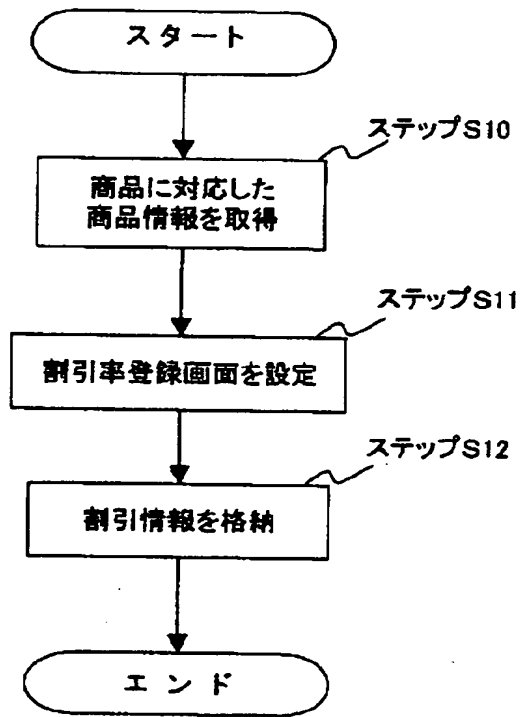 スタート
ステップS10
商品に対応した
商品情報を取得
ステップS11
割引率登録画面を設定
ステップS12
割引情報を格納
エンド